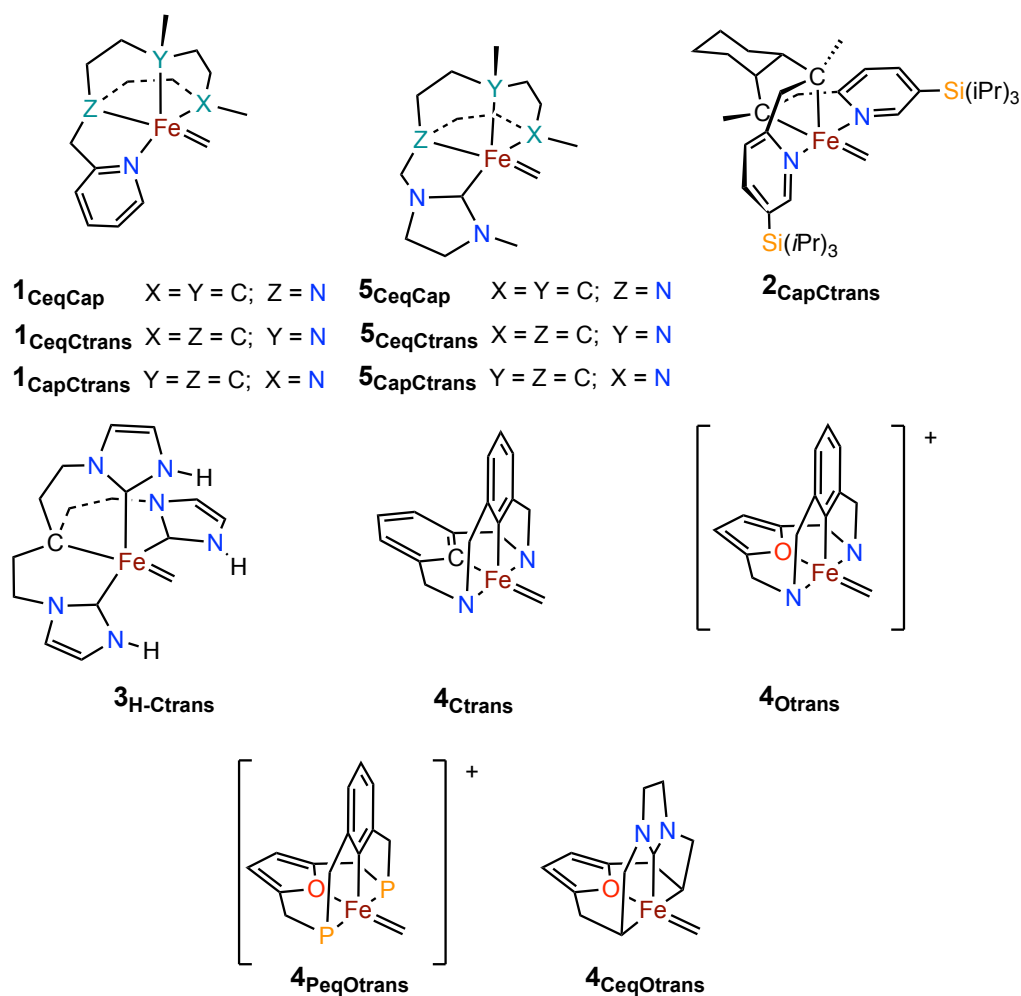 Y
Z
X
Fe
N
Y
Z
X
Fe
N
N
C
C
Fe
N
N
Si(iPr)3
Si(iPr)3
1CeqCap X = Y = C; Z = N
1CeqCtrans X = Z = C; Y = N
1CapCtrans Y = Z = C; X = N
5CeqCap X = Y = C; Z = N
5CeqCtrans X = Z = C; Y = N
5CapCtrans Y = Z = C; X = N
2CapCtrans
N
N
H
N
N
H
C
Fe
N
N
H
3H-Ctrans
C
N
Fe
N
4Ctrans
+
O
N
Fe
N
4Otrans
+
O
P
Fe
P
4PeqOtrans
N
N
O
Fe
4CeqOtrans